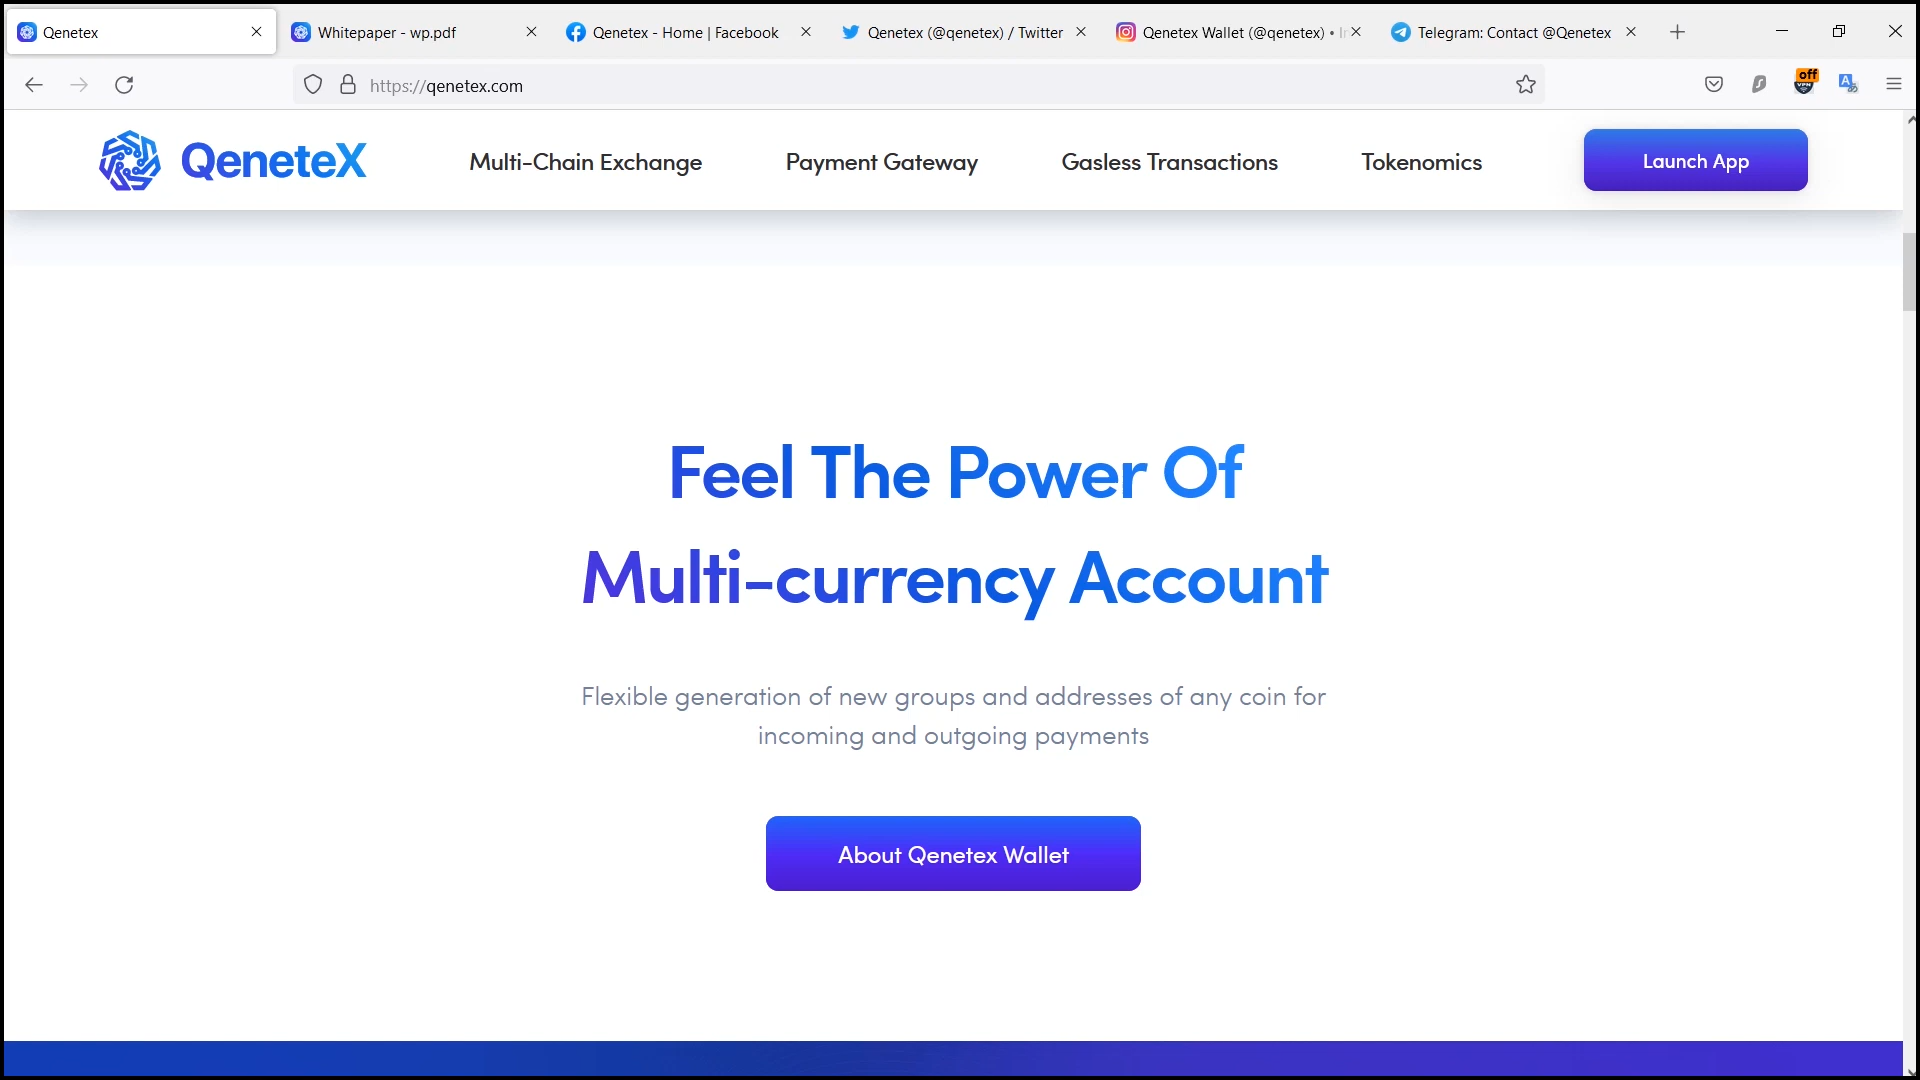 Qenetex
Whitepaper - wp.pdf
Qenetex - Home | Facebook
Qenetex (@qenetex) / Twitter
Qenetex Wallet (@qenetex) •
Telegram: Contact @Qenetex
https://qenetex.com
off
VPN
QeneteX
Multi-Chain Exchange
Payment Gateway
Gasless Transactions
Tokenomics
Launch App
Feel The Power Of
Multi-currency Account
Flexible generation of new groups and addresses of any coin for
incoming and outgoing payments
About Qenetex Wallet